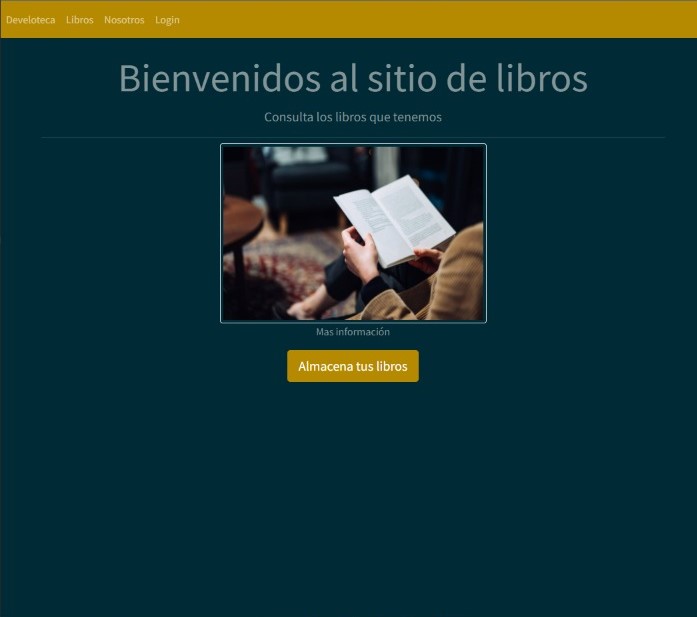 Develoteca Libros Nosotros Login
Bienvenidos al sitio de libros
Consulta los libros que tenemos
Mas información
Almacena tus libros